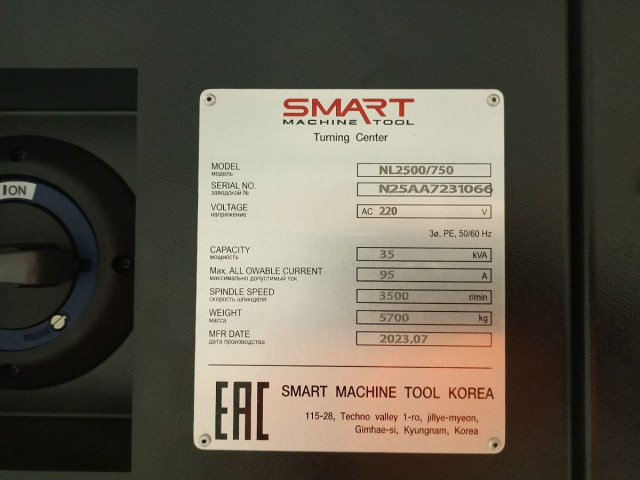 SMART
MACHINE TOOL
Turning Center
MODEL NL2500/750
модель
SERIAL NO. N25AA7231066
заводской №
VOLTAGE AC 220 V
напряжение
3ø, PE, 50/60 Hz
CAPACITY 35 kVA
мощность
Max. ALLOWABLE CURRENT 95 A
максимально допустимый ток
SPINDLE SPEED 3500 r/min
скорость шпинделя
WEIGHT 5700 kg
масса
MFR DATE 2023.07
дата производства
EAC SMART MACHINE TOOL KOREA
115-28, Techno valley 1-ro, jillye-myeon,
Gimhae-si, Kyungnam, Korea
ION